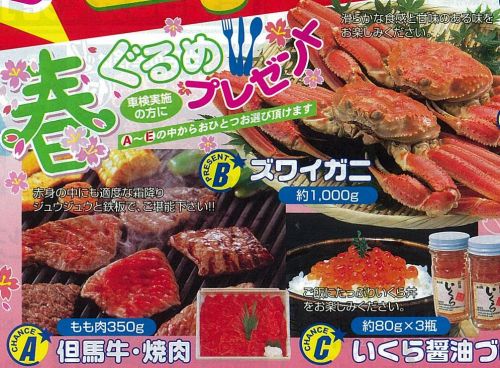 春
ぐるめ
プレゼント
車検実施
の方に
A〜Eの中からおひとつお選び頂けます
滑らかな食感と甘味のある味を
お楽しみください。
PRESENT
B
ズワイガニ
約1,000g
赤身の中にも適度な霜降り
ジュウジュウと鉄板で、ご堪能下さい!!
もも肉350g
CHANCE
A
但馬牛・焼肉
ご飯にたっぷりいくら丼
をお楽しみください。
いくら
いくら
約80g×3瓶
CHANCE
C
いくら醤油づ